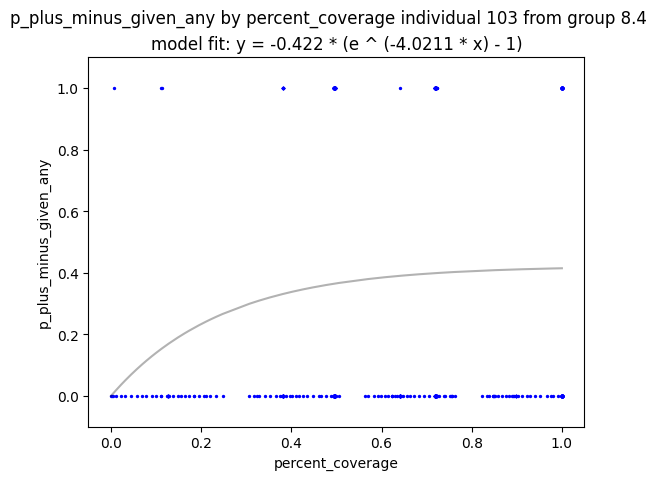 p_plus_minus_given_any by percent_coverage individual 103 from group 8.4
model fit: y = -0.422 * (e ^ (-4.0211 * x) - 1)
1.0
0.8
0.6
0.4
0.2
0.0
p_plus_minus_given_any
0.0 0.2 0.4 0.6 0.8 1.0
percent_coverage